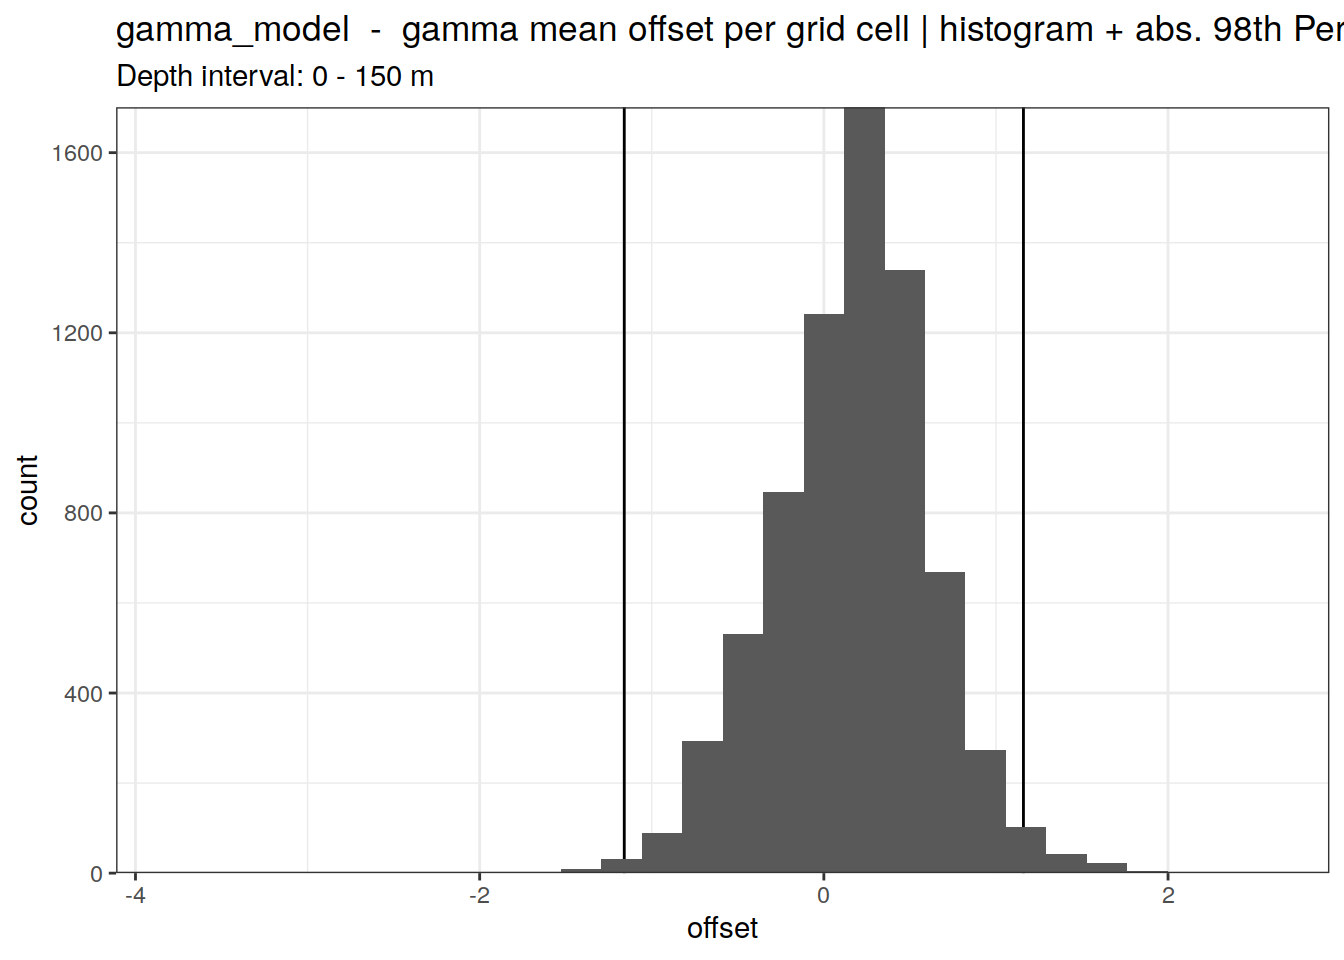 gamma_model - gamma mean offset per grid cell | histogram + abs. 98th Per
Depth interval: 0 - 150 m
1600
1200
800
400
0
count
-4 -2 0 2
offset